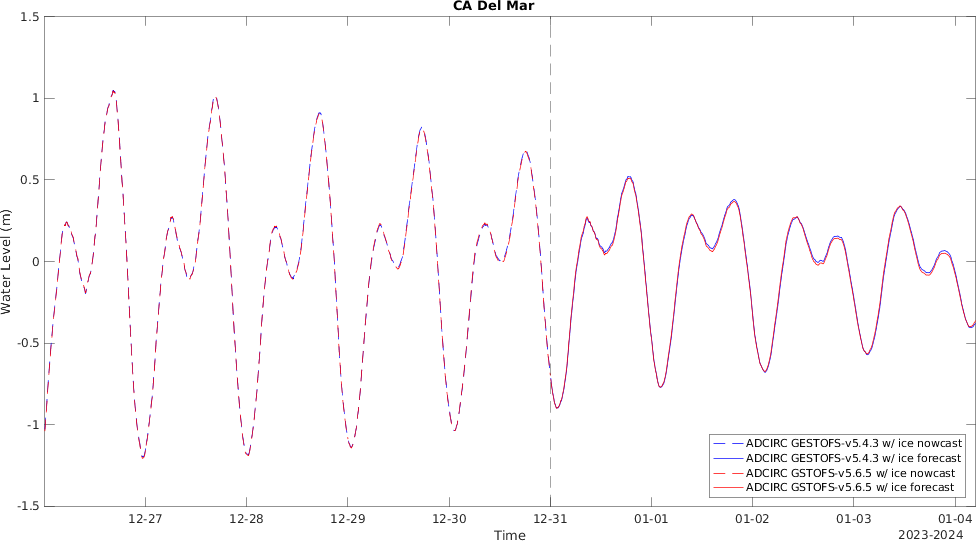 CA Del Mar
1.5
1
0.5
0
-0.5
-1
-1.5
Water Level (m)
12-27
12-28
12-29
12-30
12-31
01-01
01-02
01-03
01-04
Time
2023-2024
ADCIRC GESTOFS-v5.4.3 w/ ice nowcast
ADCIRC GESTOFS-v5.4.3 w/ ice forecast
ADCIRC GSTOFS-v5.6.5 w/ ice nowcast
ADCIRC GSTOFS-v5.6.5 w/ ice forecast